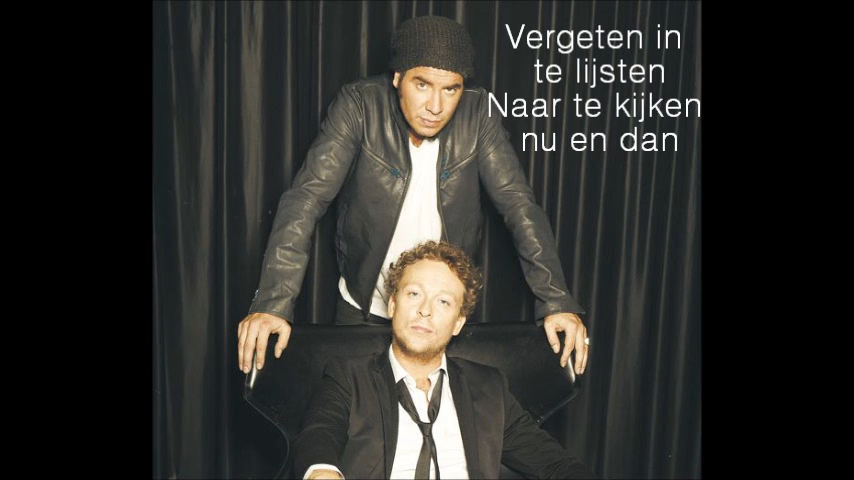 Vergeten in
te lijsten
Naar te kijken
nu en dan